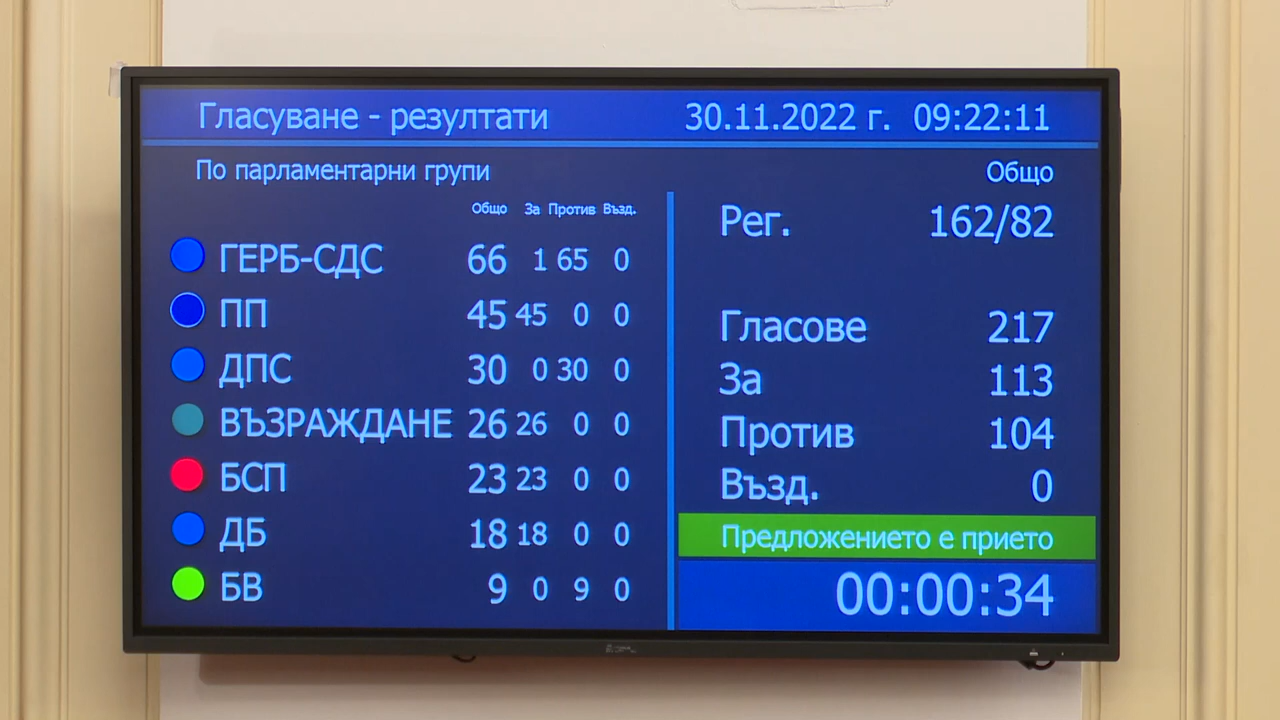 Гласуване - резултати 30.11.2022 г. 09:22:11
По парламентарни групи Общо
Общо За Против Възд.
ГЕРБ-СДС 66 1 65 0
ПП 45 45 0 0
ДПС 30 0 30 0
ВЪЗРАЖДАНЕ 26 26 0 0
БСП 23 23 0 0
ДБ 18 18 0 0
БВ 9 0 9 0
Рег. 162/82
Гласове 217
За 113
Против 104
Възд. 0
Предложението е прието
00:00:34